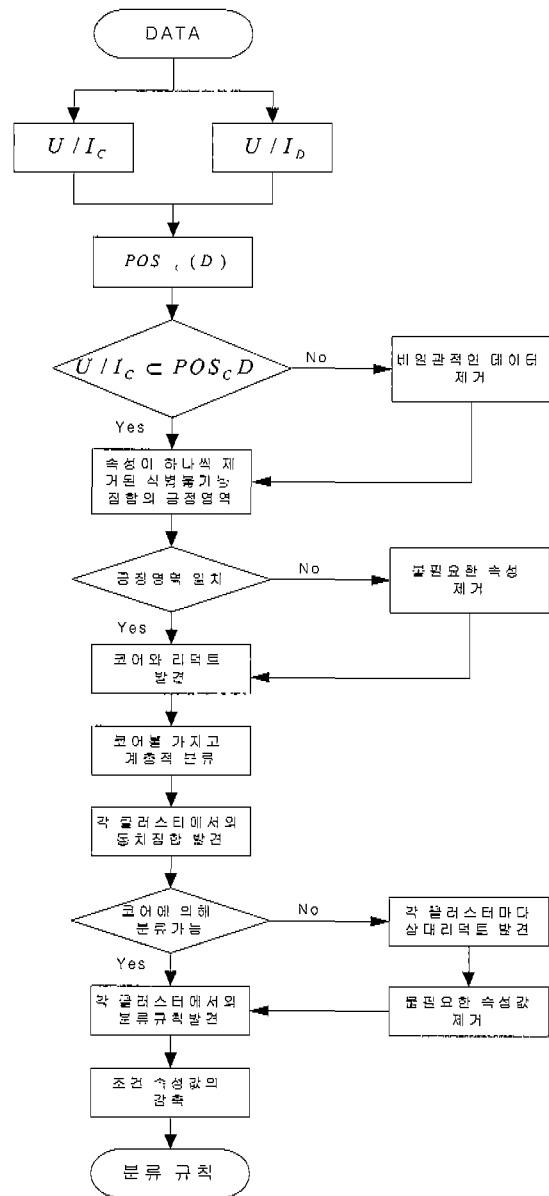 DATA
U / I_C
U / I_D
POS_C (D)
U / I_C ⊂ POS_C D
No
비일관적인 데이터
제거
Yes
속성이 하나씩 제
거된 식별불가능
집합의 긍정영역
긍정영역 일치
No
불필요한 속성
제거
Yes
코어와 리덕트
발견
코어를 가지고
계층적 분류
각 클러스터에서의
동치집합 발견
코어에 의해
분류가능
No
각 클러스터마다
상대리덕트 발견
Yes
각 클러스터에서의
분류규칙발견
불필요한 속성값
제거
조건 속성값의
감축
분류 규칙